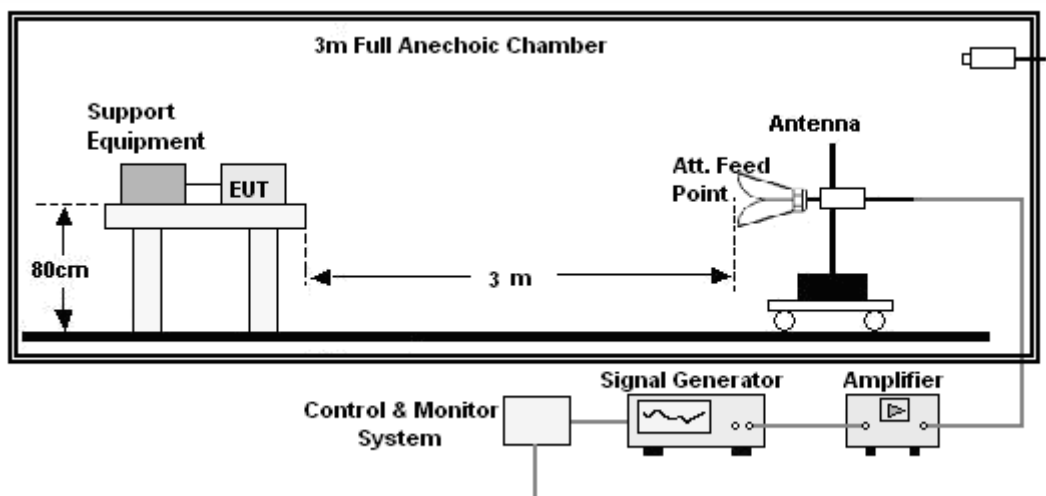 3m Full Anechoic Chamber
Support
Equipment
Antenna
Att. Feed
Point
EUT
80cm
3 m
Signal Generator
Amplifier
Control & Monitor
System